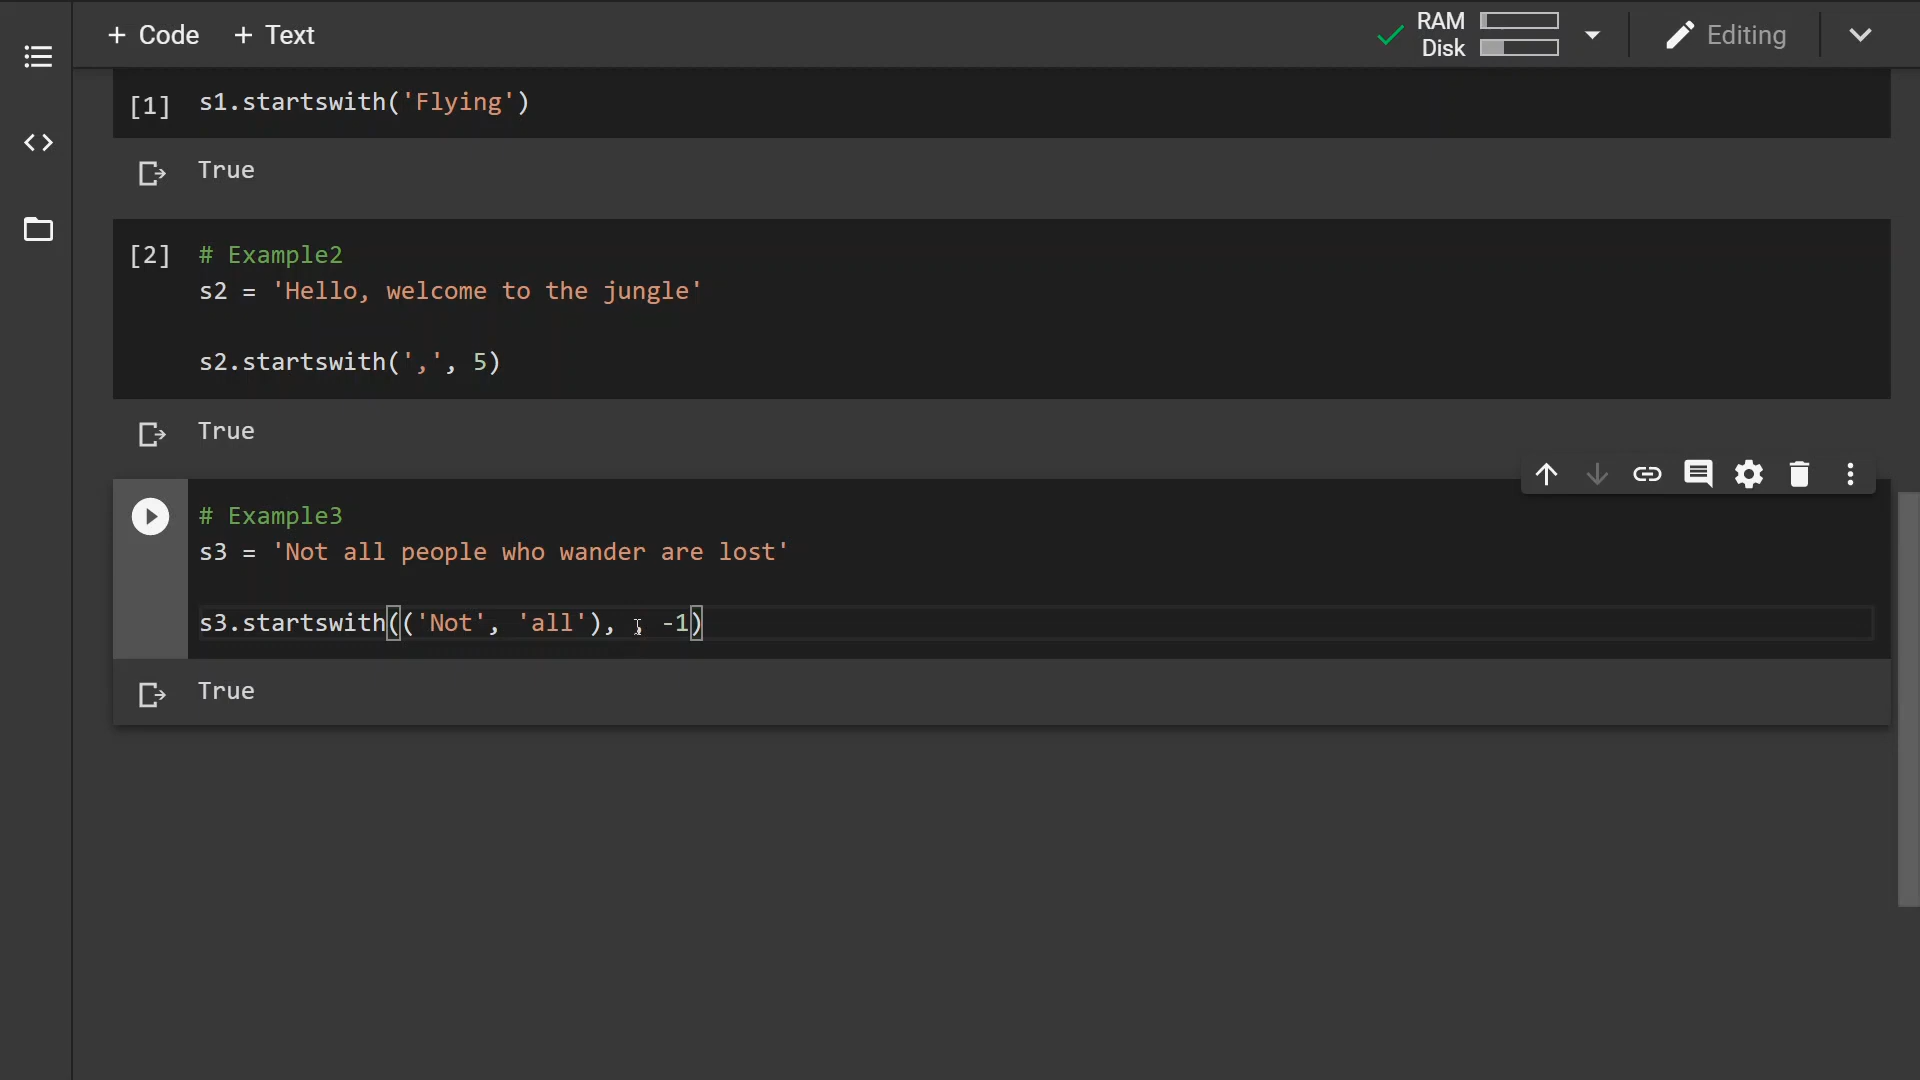 + Code + Text RAM Editing
Disk
[1] s1.startswith('Flying')
True
[2] # Example2
s2 = 'Hello, welcome to the jungle'
s2.startswith(',', 5)
True
# Example3
s3 = 'Not all people who wander are lost'
s3.startswith(('Not', 'all'), , -1)
True